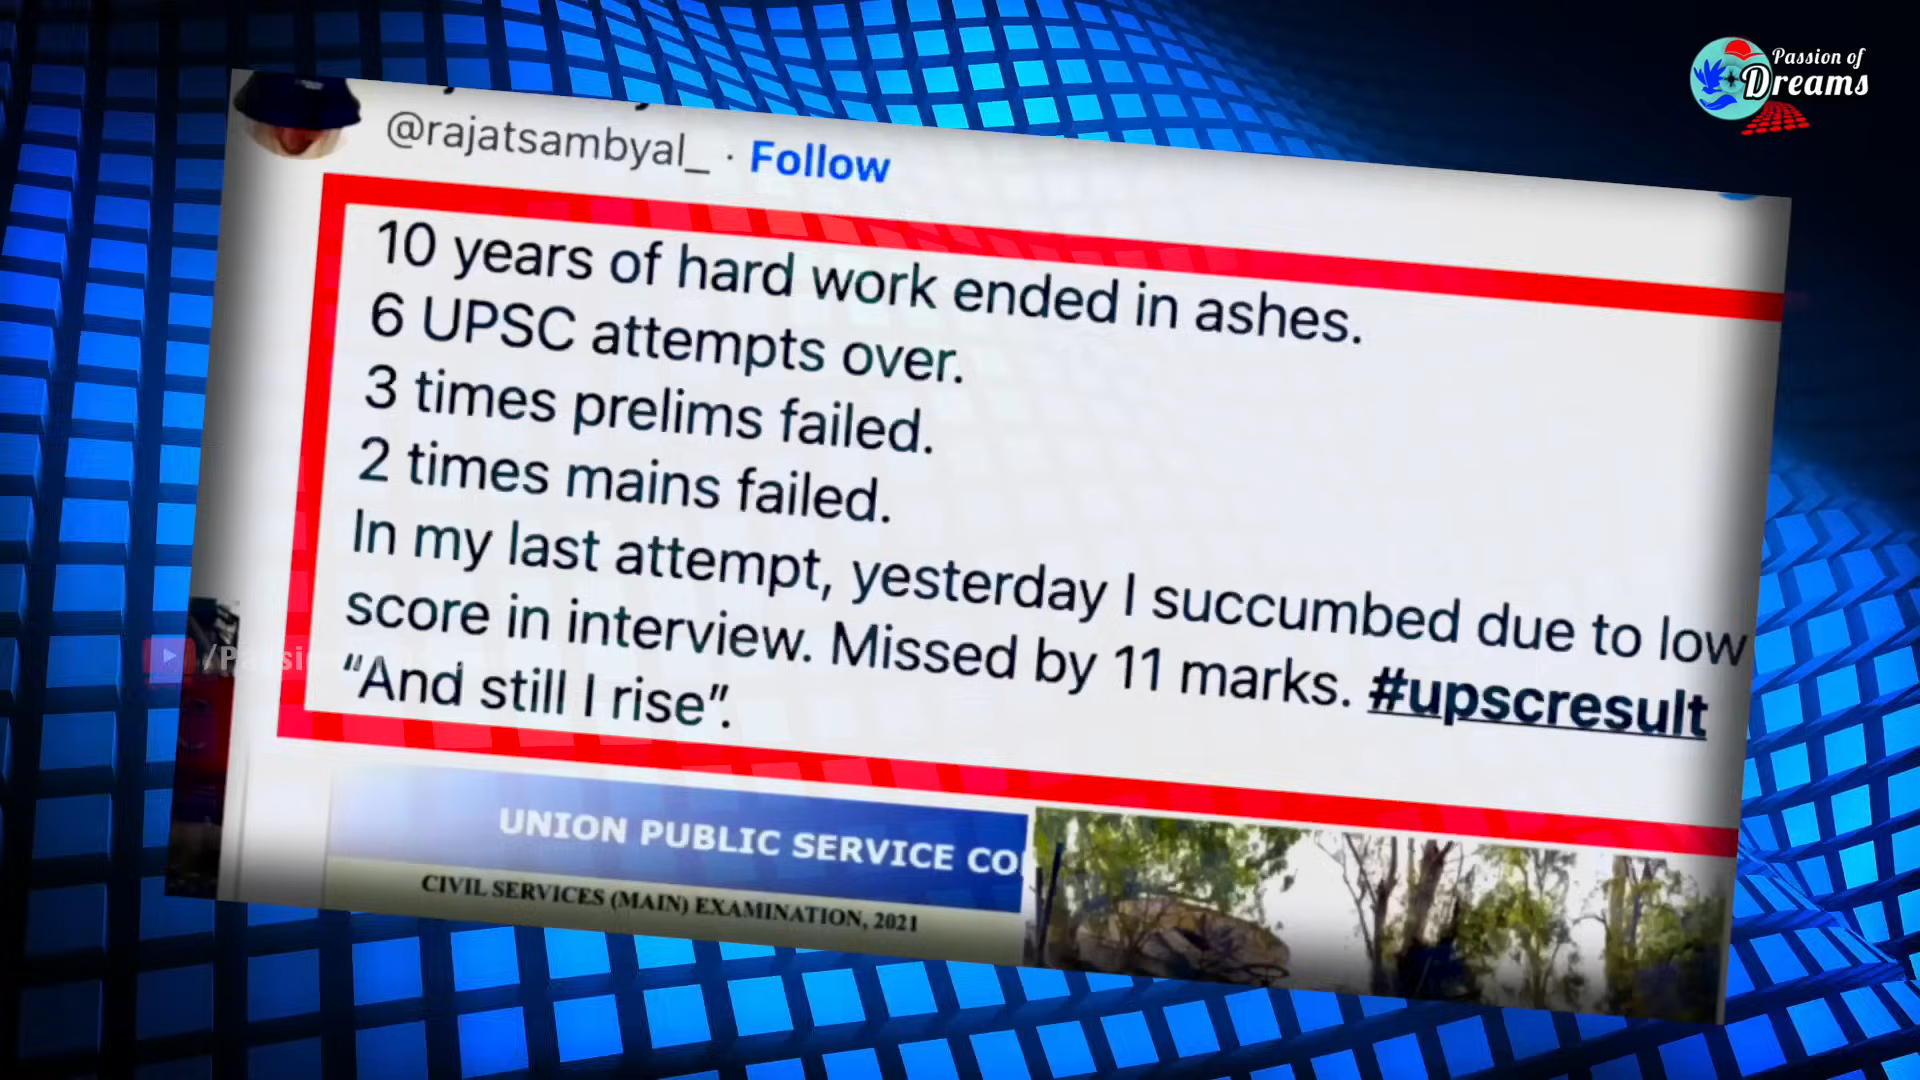 Passion of
Dreams
@rajatsambyal_ · Follow
10 years of hard work ended in ashes.
6 UPSC attempts over.
3 times prelims failed.
2 times mains failed.
In my last attempt, yesterday I succumbed due to low
score in interview. Missed by 11 marks. #upscresult
“And still I rise”.
UNION PUBLIC SERVICE CO
CIVIL SERVICES (MAIN) EXAMINATION, 2021